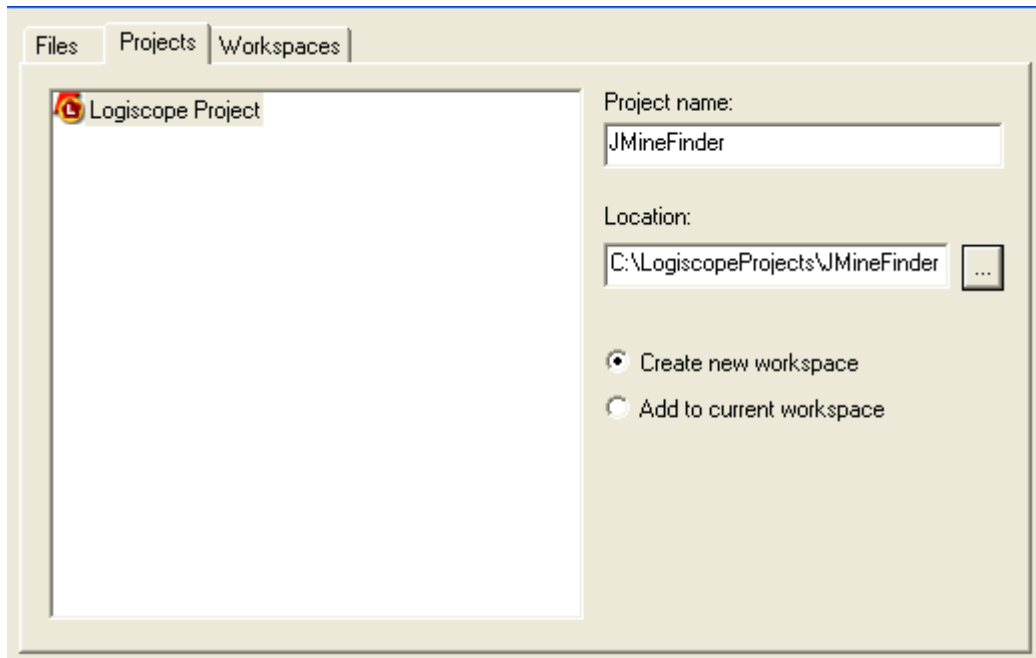 Files Projects Workspaces
Logiscope Project
Project name:
JMineFinder
Location:
C:\LogiscopeProjects\JMineFinder
...
Create new workspace
Add to current workspace